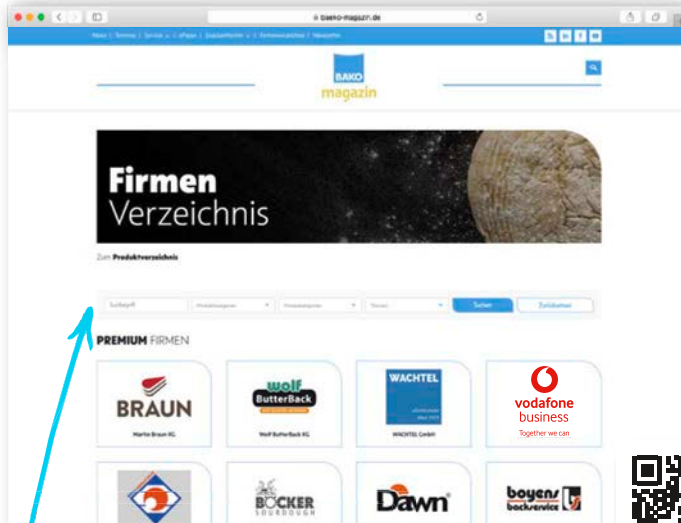 baeko-magazin.de
News | Termine | Service | ePaper | | Firmenverzeichnis | Newsletter
BÄKO
magazin
Firmen
Verzeichnis
Zum Produktverzeichnis
Suchbegriff
Suchen
Zurücksetzen
PREMIUM FIRMEN
BRAUN
Martin Braun KG
wolf
ButterBack
Wolf ButterBack KG
WACHTEL
WACHTEL GmbH
vodafone
business
Together we can
BÖCKER
SOURDOUGH
Dawn
boyens
backservice